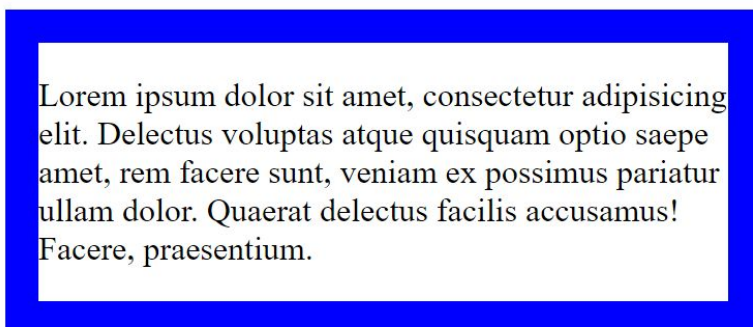 Lorem ipsum dolor sit amet, consectetur adipisicing
elit. Delectus voluptas atque quisquam optio saepe
amet, rem facere sunt, veniam ex possimus pariatur
ullam dolor. Quaerat delectus facilis accusamus!
Facere, praesentium.